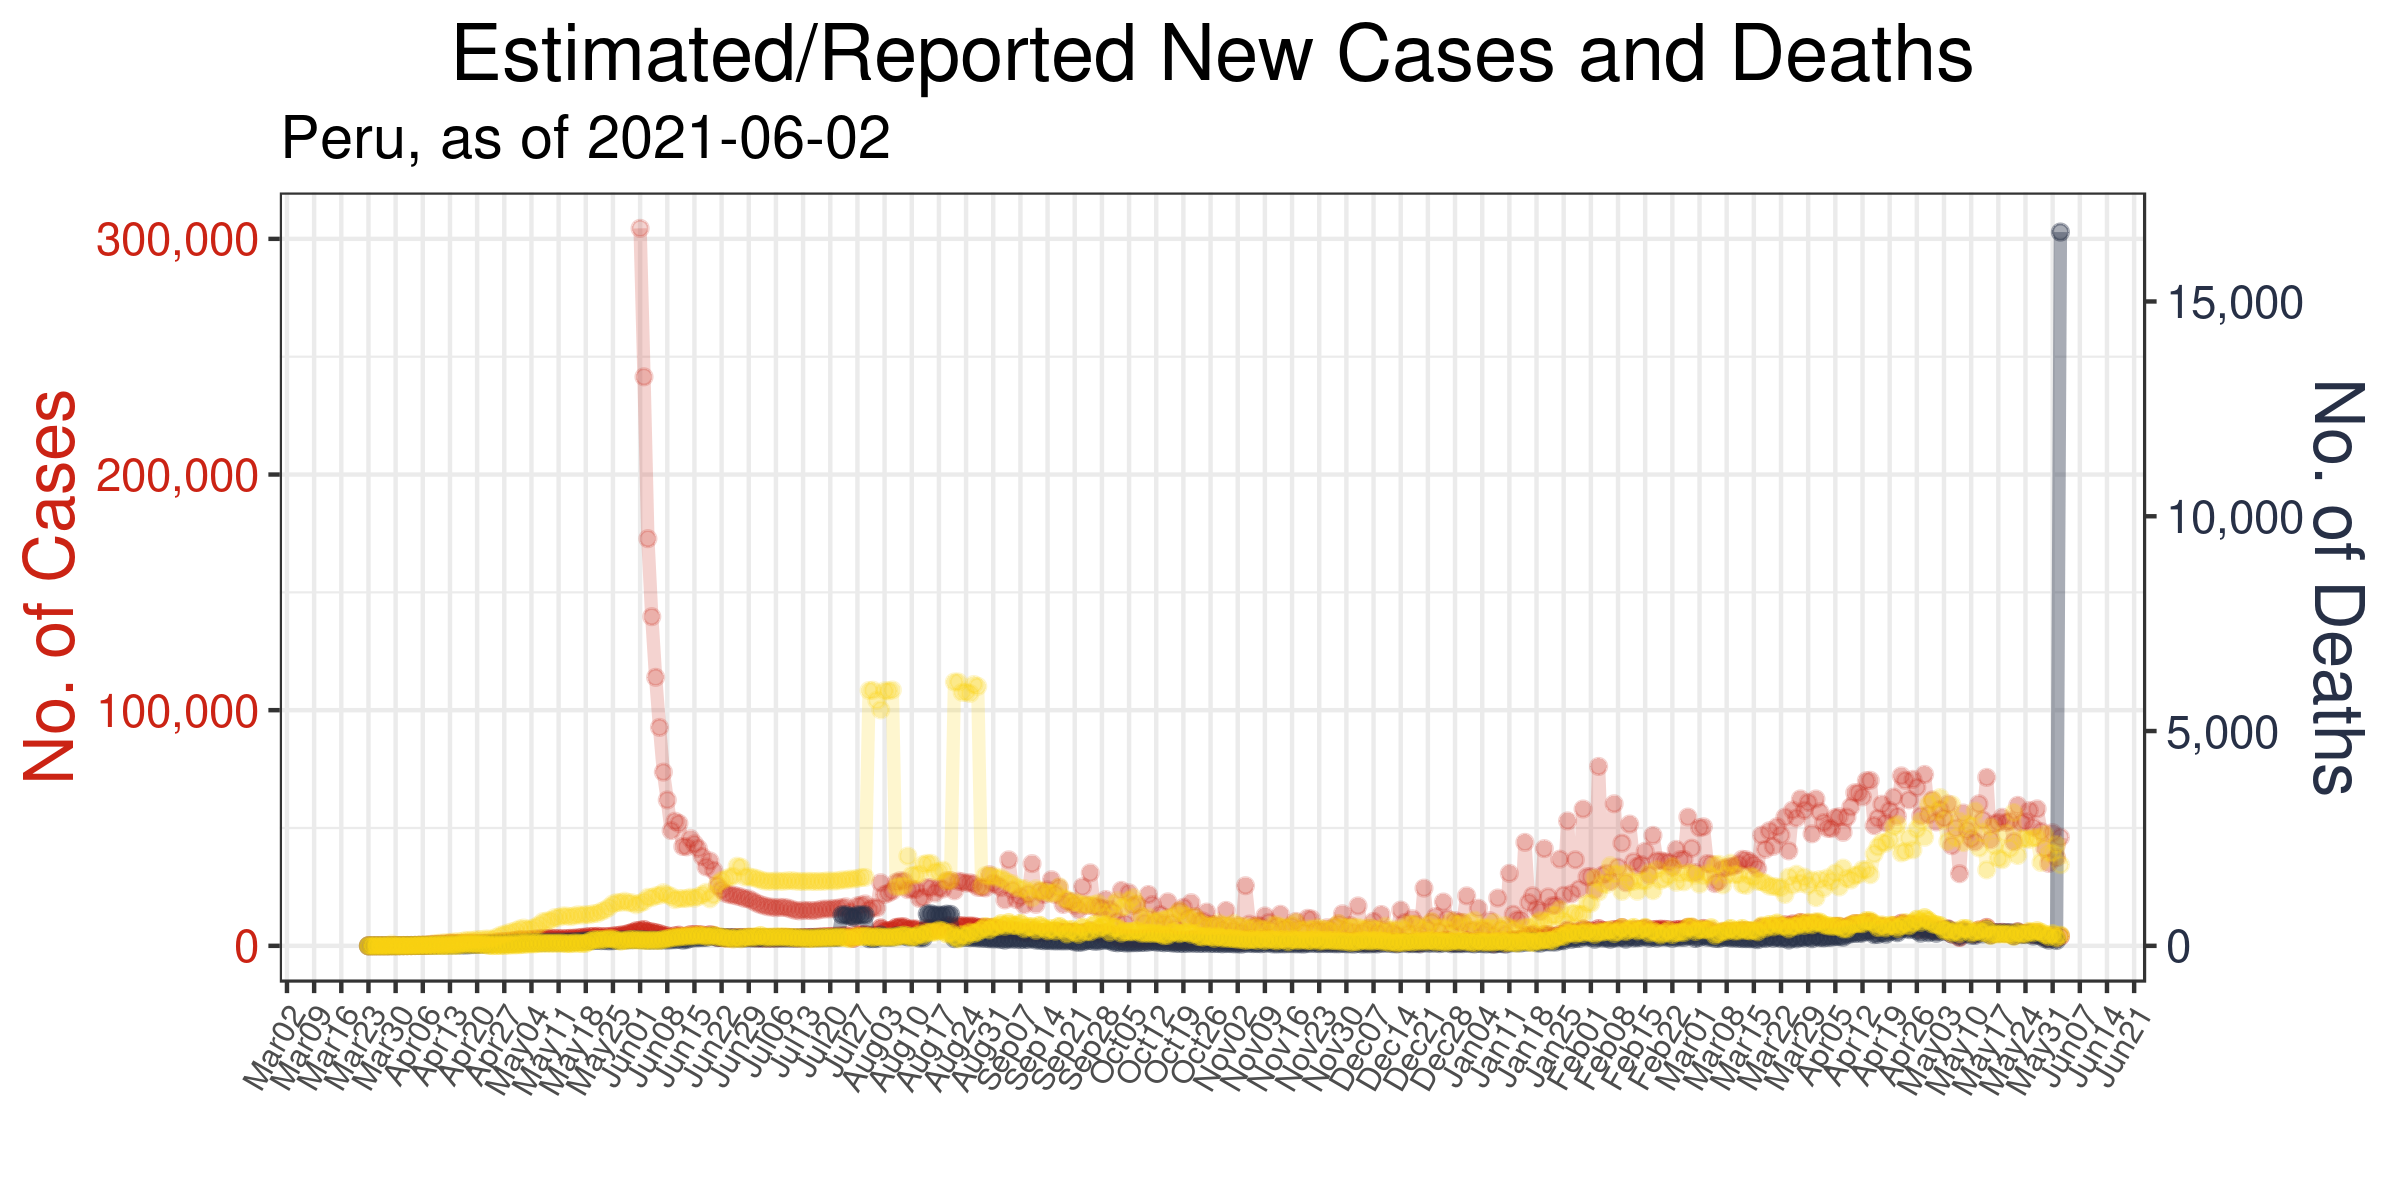 Estimated/Reported New Cases and Deaths
Peru, as of 2021-06-02
No. of Cases
300,000
200,000
100,000
0
15,000
10,000
5,000
0
No. of Deaths
Mar02
Mar09
Mar16
Mar23
Mar30
Apr06
Apr13
Apr20
Apr27
May04
May11
May18
May25
Jun01
Jun08
Jun15
Jun22
Jun29
Jul06
Jul13
Jul20
Jul27
Aug03
Aug10
Aug17
Aug24
Aug31
Sep07
Sep14
Sep21
Sep28
Oct05
Oct12
Oct19
Oct26
Nov02
Nov09
Nov16
Nov23
Nov30
Dec07
Dec14
Dec21
Dec28
Jan04
Jan11
Jan18
Jan25
Feb01
Feb08
Feb15
Feb22
Mar01
Mar08
Mar15
Mar22
Mar29
Apr05
Apr12
Apr19
Apr26
May03
May10
May17
May24
May31
Jun07
Jun14
Jun21